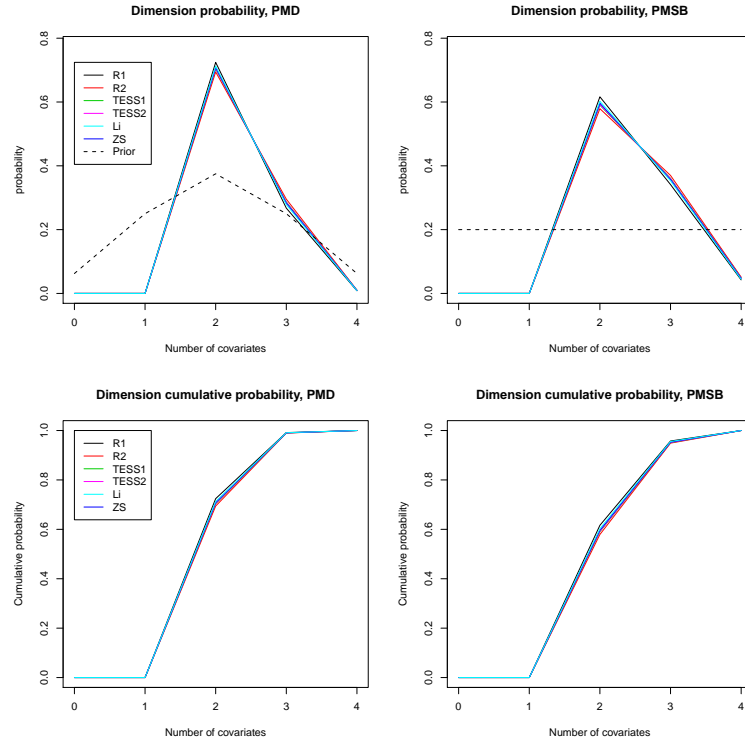 Dimension probability, PMD
probability
0.0 0.2 0.4 0.6 0.8
R1
R2
TESS1
TESS2
Li
ZS
Prior
0 1 2 3 4
Number of covariates
Dimension probability, PMSB
probability
0.0 0.2 0.4 0.6 0.8
0 1 2 3 4
Number of covariates
Dimension cumulative probability, PMD
Cumulative probability
0.0 0.2 0.4 0.6 0.8 1.0
R1
R2
TESS1
TESS2
Li
ZS
0 1 2 3 4
Number of covariates
Dimension cumulative probability, PMSB
Cumulative probability
0.0 0.2 0.4 0.6 0.8 1.0
0 1 2 3 4
Number of covariates